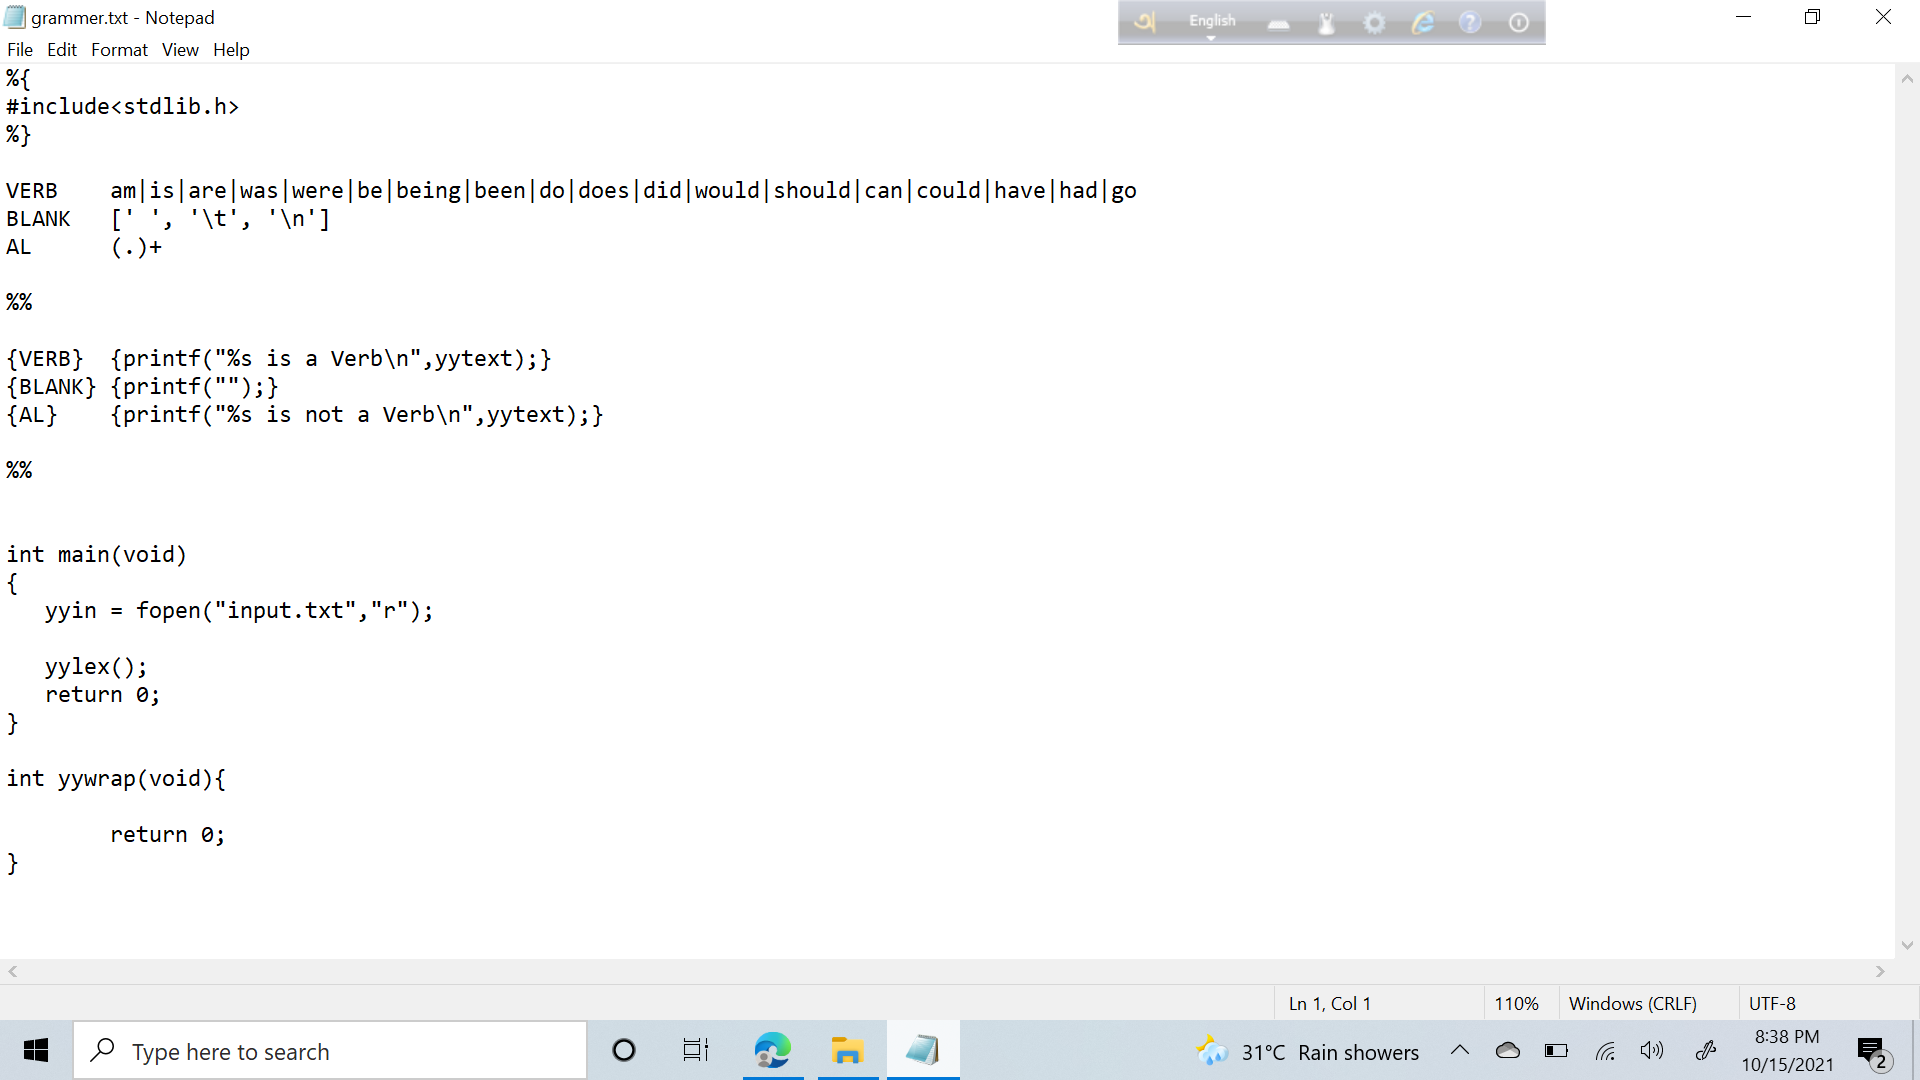 grammer.txt - Notepad
English
File Edit Format View Help
%{
#include<stdlib.h>
%}
VERB    am|is|are|was|were|be|being|been|do|does|did|would|should|can|could|have|had|go
BLANK   [' ', '\t', '\n']
AL      (.)+
%%
{VERB}  {printf("%s is a Verb\n",yytext);}
{BLANK} {printf("");}
{AL}    {printf("%s is not a Verb\n",yytext);}
%%
int main(void)
{
   yyin = fopen("input.txt","r");
   yylex();
   return 0;
}
int yywrap(void){
        return 0;
}
Ln 1, Col 1 110% Windows (CRLF) UTF-8
Type here to search
31°C Rain showers
8:38 PM
10/15/2021
2